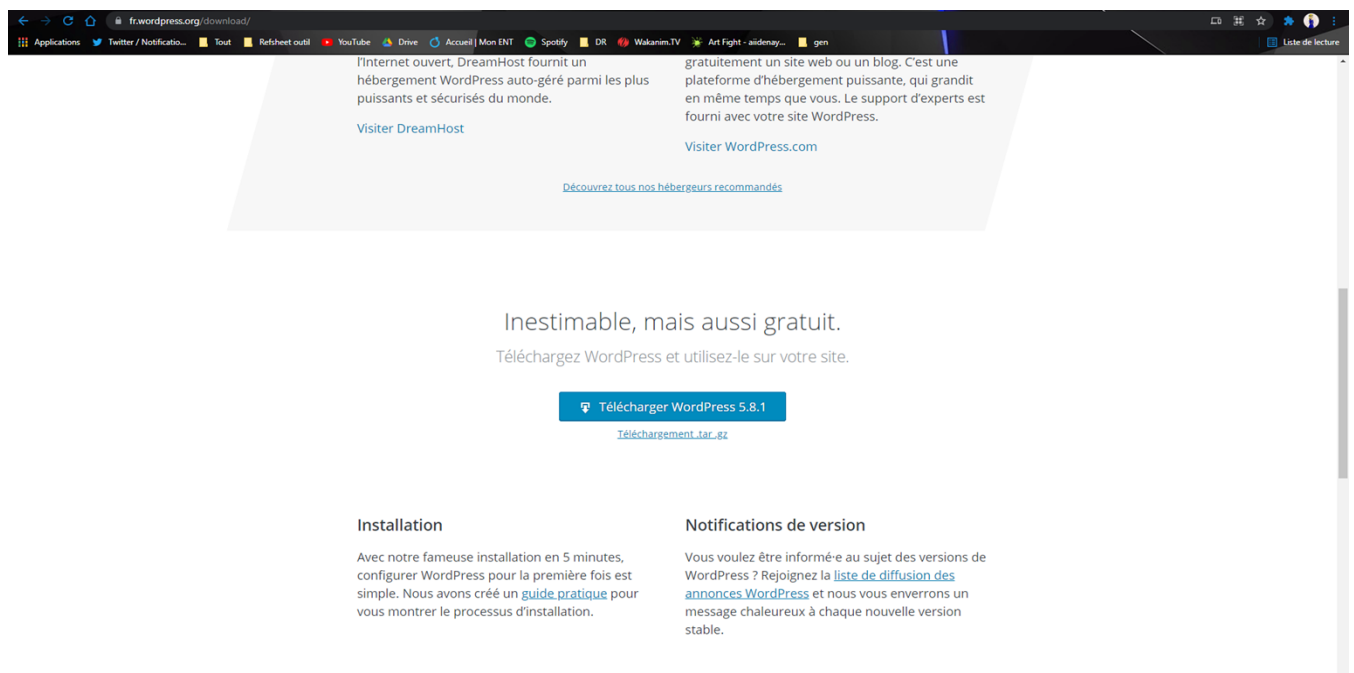 fr.wordpress.org/download/
Applications
Twitter / Notificatio...
Tout
Refsheet outil
YouTube
Drive
Accueil | Mon ENT
Spotify
DR
Wakanim.TV
Art Fight - aiidenay...
gen
Liste de lecture
l'Internet ouvert, DreamHost fournit un
hébergement WordPress auto-géré parmi les plus
puissants et sécurisés du monde.
Visiter DreamHost
gratuitement un site web ou un blog. C'est une
plateforme d'hébergement puissante, qui grandit
en même temps que vous. Le support d'experts est
fourni avec votre site WordPress.
Visiter WordPress.com
Découvrez tous nos hébergeurs recommandés
Inestimable, mais aussi gratuit.
Téléchargez WordPress et utilisez-le sur votre site.
Télécharger WordPress 5.8.1
Téléchargement .tar .gz
Installation
Avec notre fameuse installation en 5 minutes,
configurer WordPress pour la première fois est
simple. Nous avons créé un guide pratique pour
vous montrer le processus d'installation.
Notifications de version
Vous voulez être informé·e au sujet des versions de
WordPress ? Rejoignez la liste de diffusion des
annonces WordPress et nous vous enverrons un
message chaleureux à chaque nouvelle version
stable.